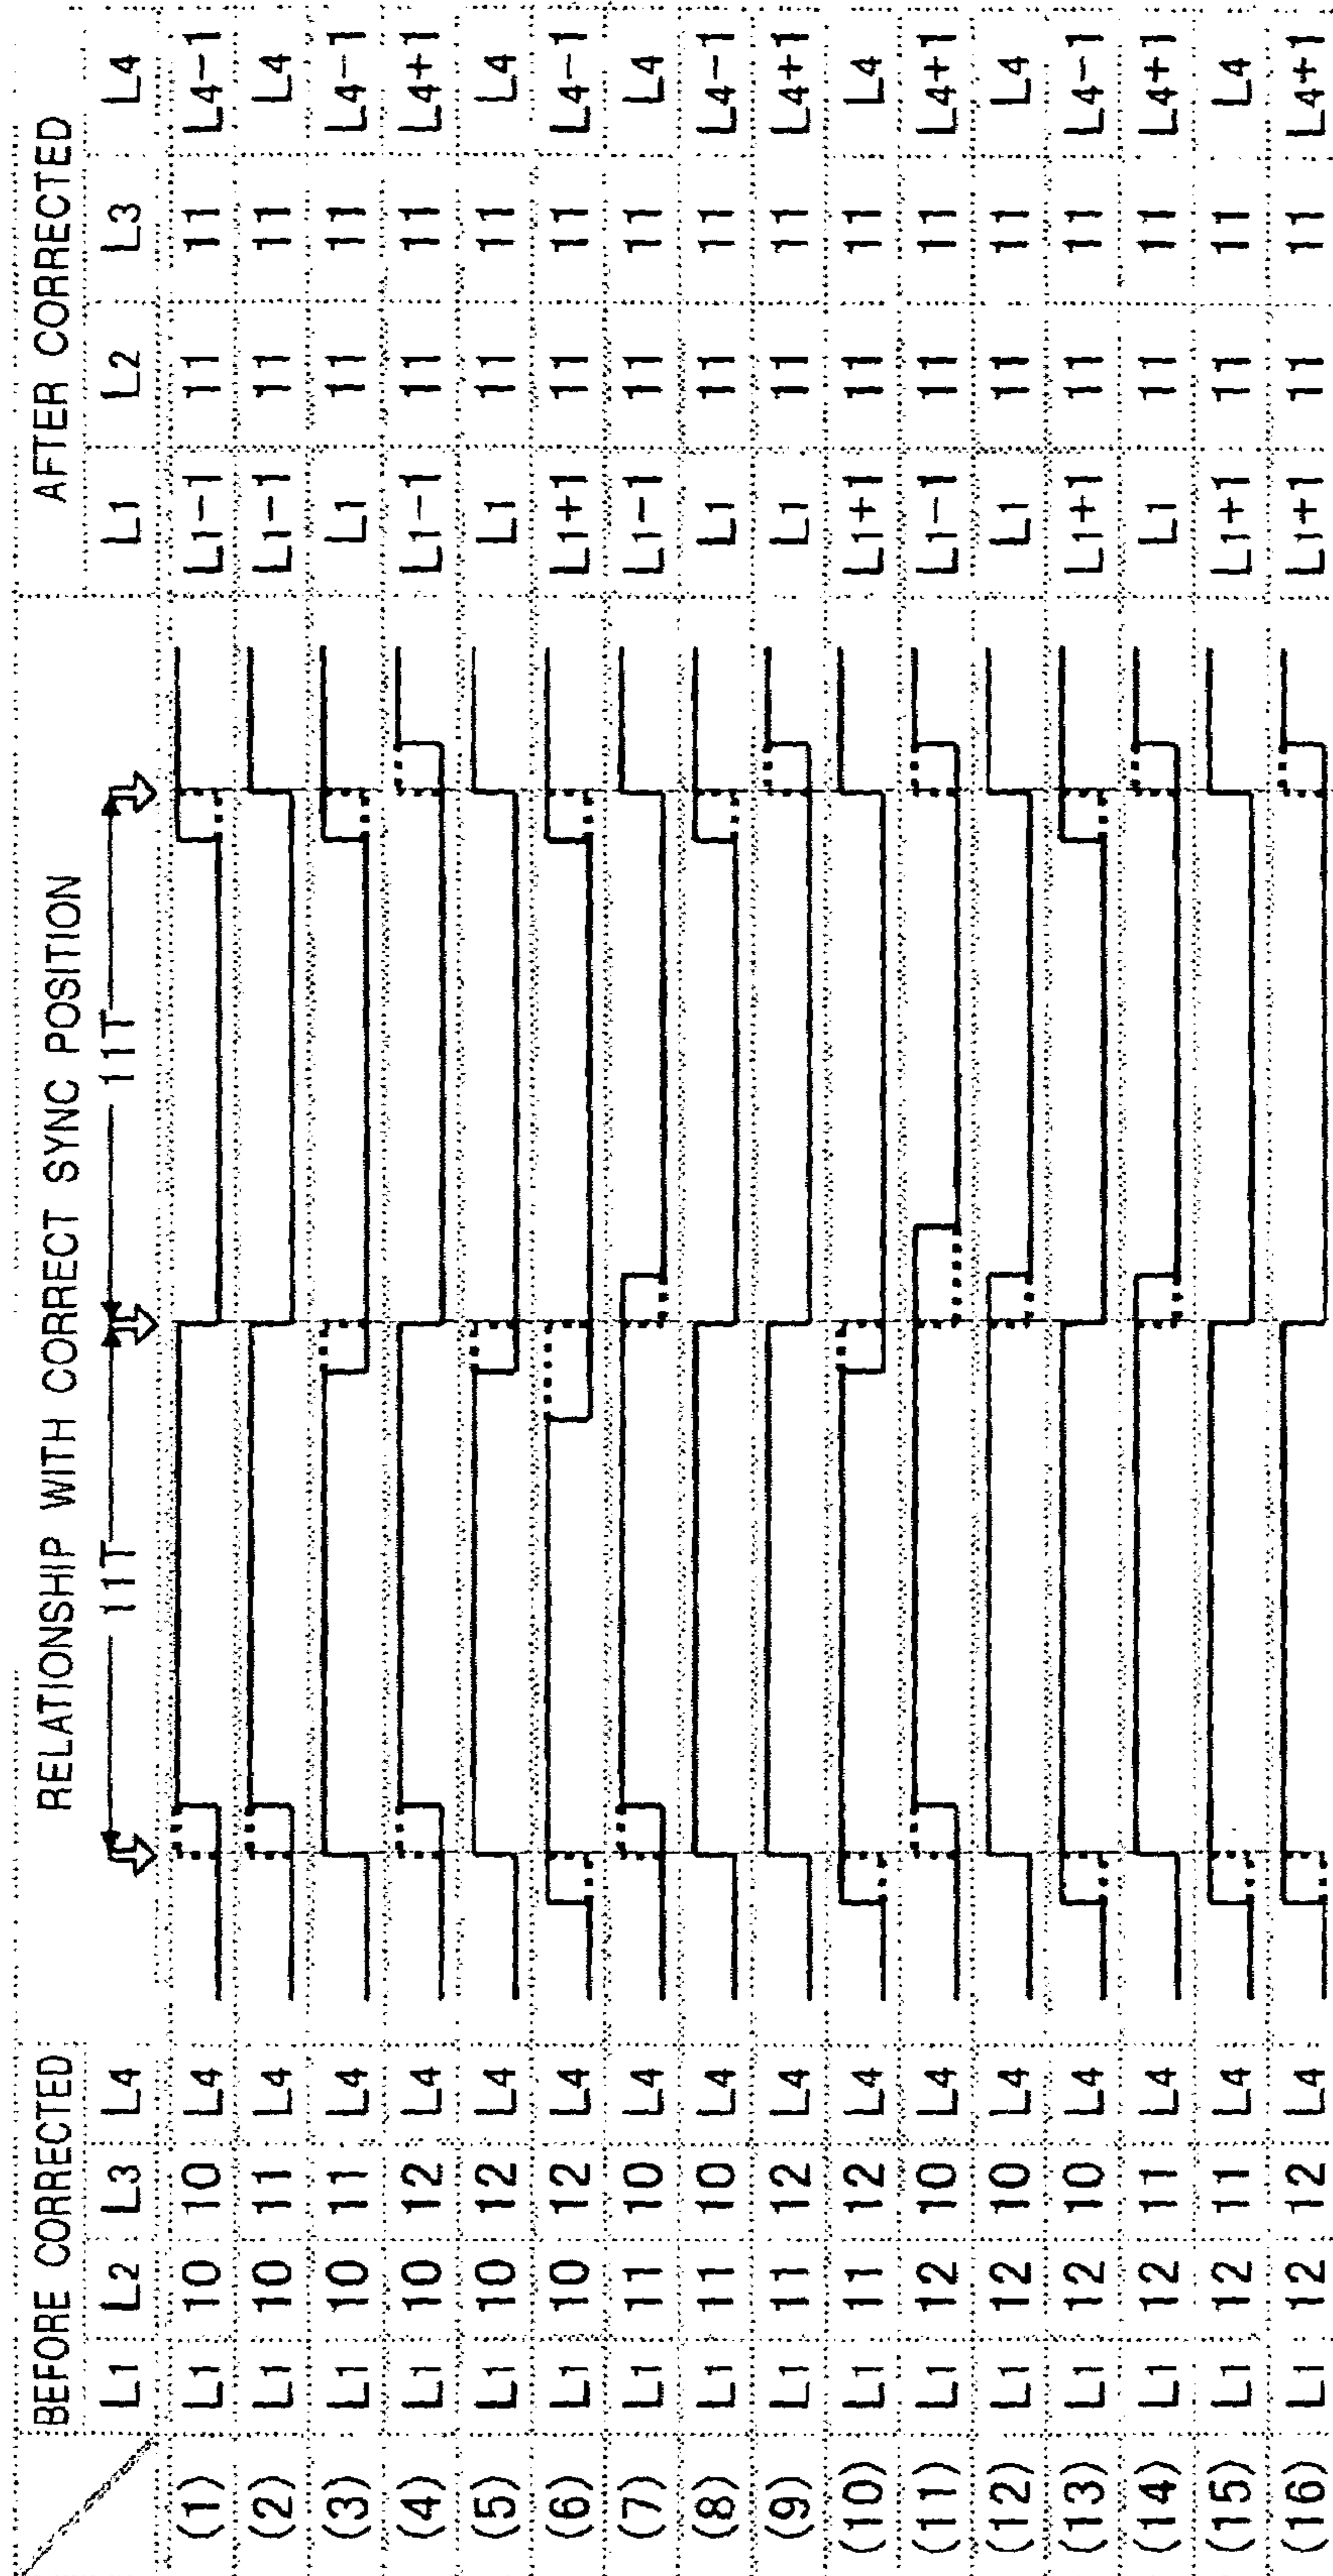 BEFORE CORRECTED RELATIONSHIP WITH CORRECT SYNC POSITION AFTER CORRECTED
L1 L2 L3 L4 11T 11T L1 L2 L3 L4
(1) L1 10 10 L4 L1-1 11 11 L4-1
(2) L1 10 11 L4 L1-1 11 11 L4
(3) L1 10 11 L4 L1 11 11 L4-1
(4) L1 10 12 L4 L1-1 11 11 L4+1
(5) L1 10 12 L4 L1 11 11 L4
(6) L1 10 12 L4 L1+1 11 11 L4-1
(7) L1 11 10 L4 L1-1 11 11 L4
(8) L1 11 10 L4 L1 11 11 L4-1
(9) L1 11 12 L4 L1 11 11 L4+1
(10) L1 11 12 L4 L1+1 11 11 L4
(11) L1 12 10 L4 L1-1 11 11 L4+1
(12) L1 12 10 L4 L1 11 11 L4
(13) L1 12 10 L4 L1+1 11 11 L4-1
(14) L1 12 11 L4 L1 11 11 L4+1
(15) L1 12 11 L4 L1+1 11 11 L4
(16) L1 12 12 L4 L1+1 11 11 L4+1